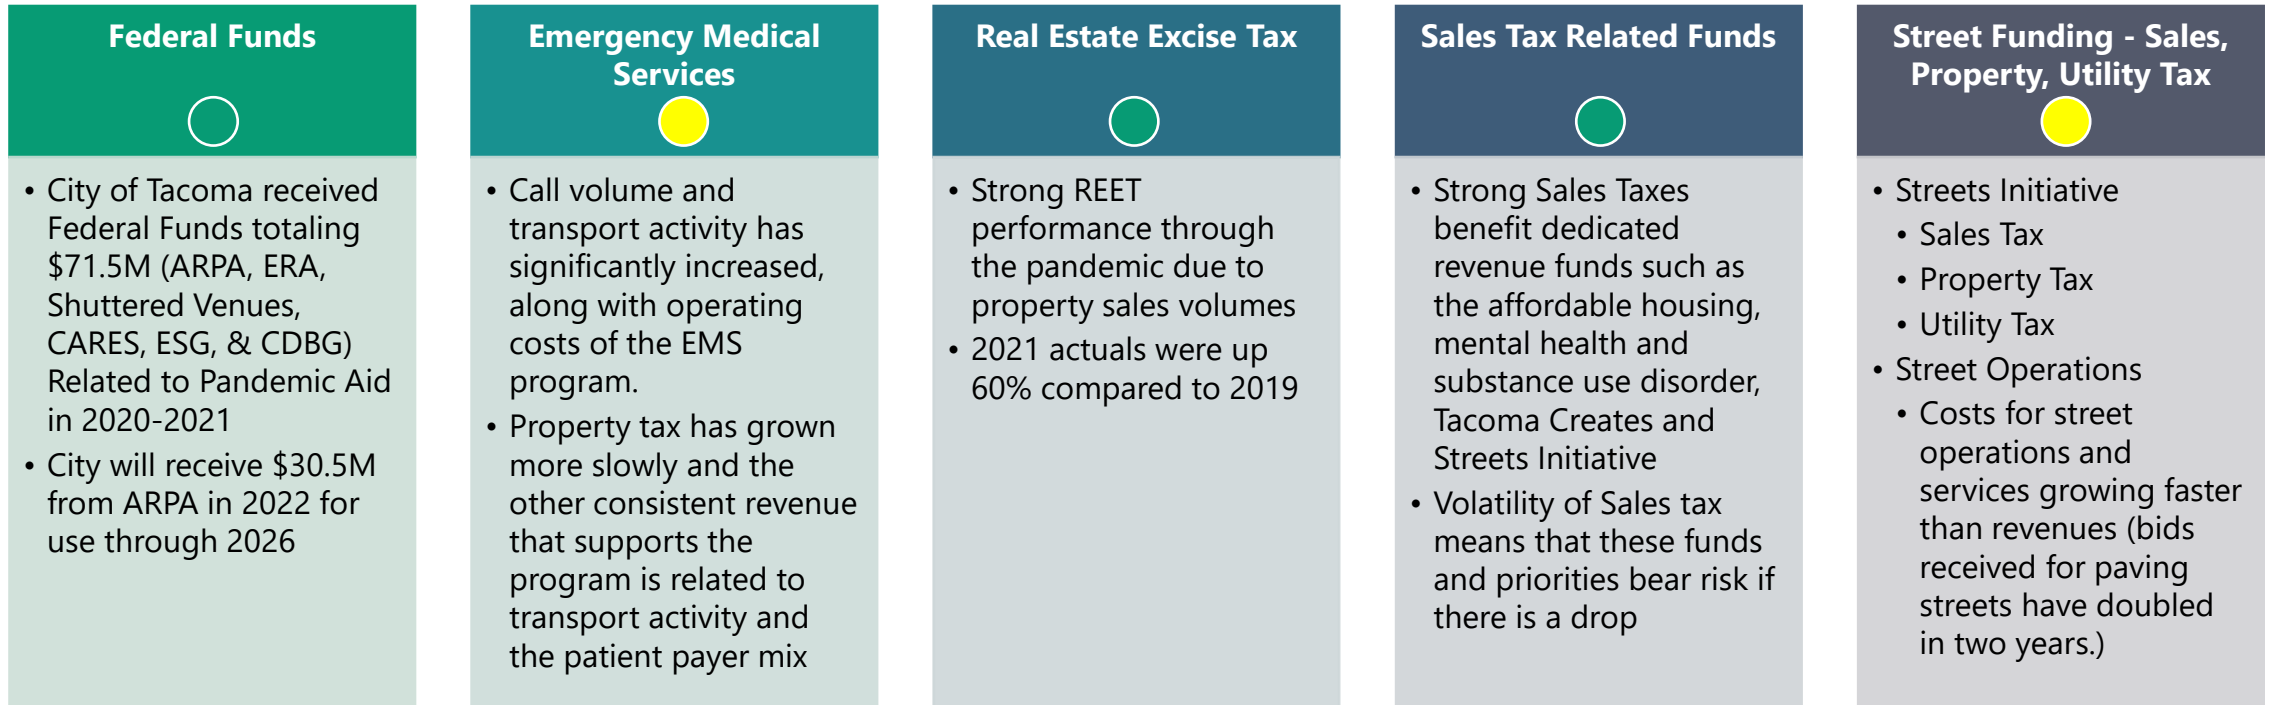 Federal Funds
• City of Tacoma received
Federal Funds totaling
$71.5M (ARPA, ERA,
Shuttered Venues,
CARES, ESG, & CDBG)
Related to Pandemic Aid
in 2020-2021
• City will receive $30.5M
from ARPA in 2022 for
use through 2026
Emergency Medical
Services
• Call volume and
transport activity has
significantly increased,
along with operating
costs of the EMS
program.
• Property tax has grown
more slowly and the
other consistent revenue
that supports the
program is related to
transport activity and
the patient payer mix
Real Estate Excise Tax
• Strong REET
performance through
the pandemic due to
property sales volumes
• 2021 actuals were up
60% compared to 2019
Sales Tax Related Funds
• Strong Sales Taxes
benefit dedicated
revenue funds such as
the affordable housing,
mental health and
substance use disorder,
Tacoma Creates and
Streets Initiative
• Volatility of Sales tax
means that these funds
and priorities bear risk if
there is a drop
Street Funding - Sales,
Property, Utility Tax
• Streets Initiative
• Sales Tax
• Property Tax
• Utility Tax
• Street Operations
• Costs for street
operations and
services growing faster
than revenues (bids
received for paving
streets have doubled
in two years.)